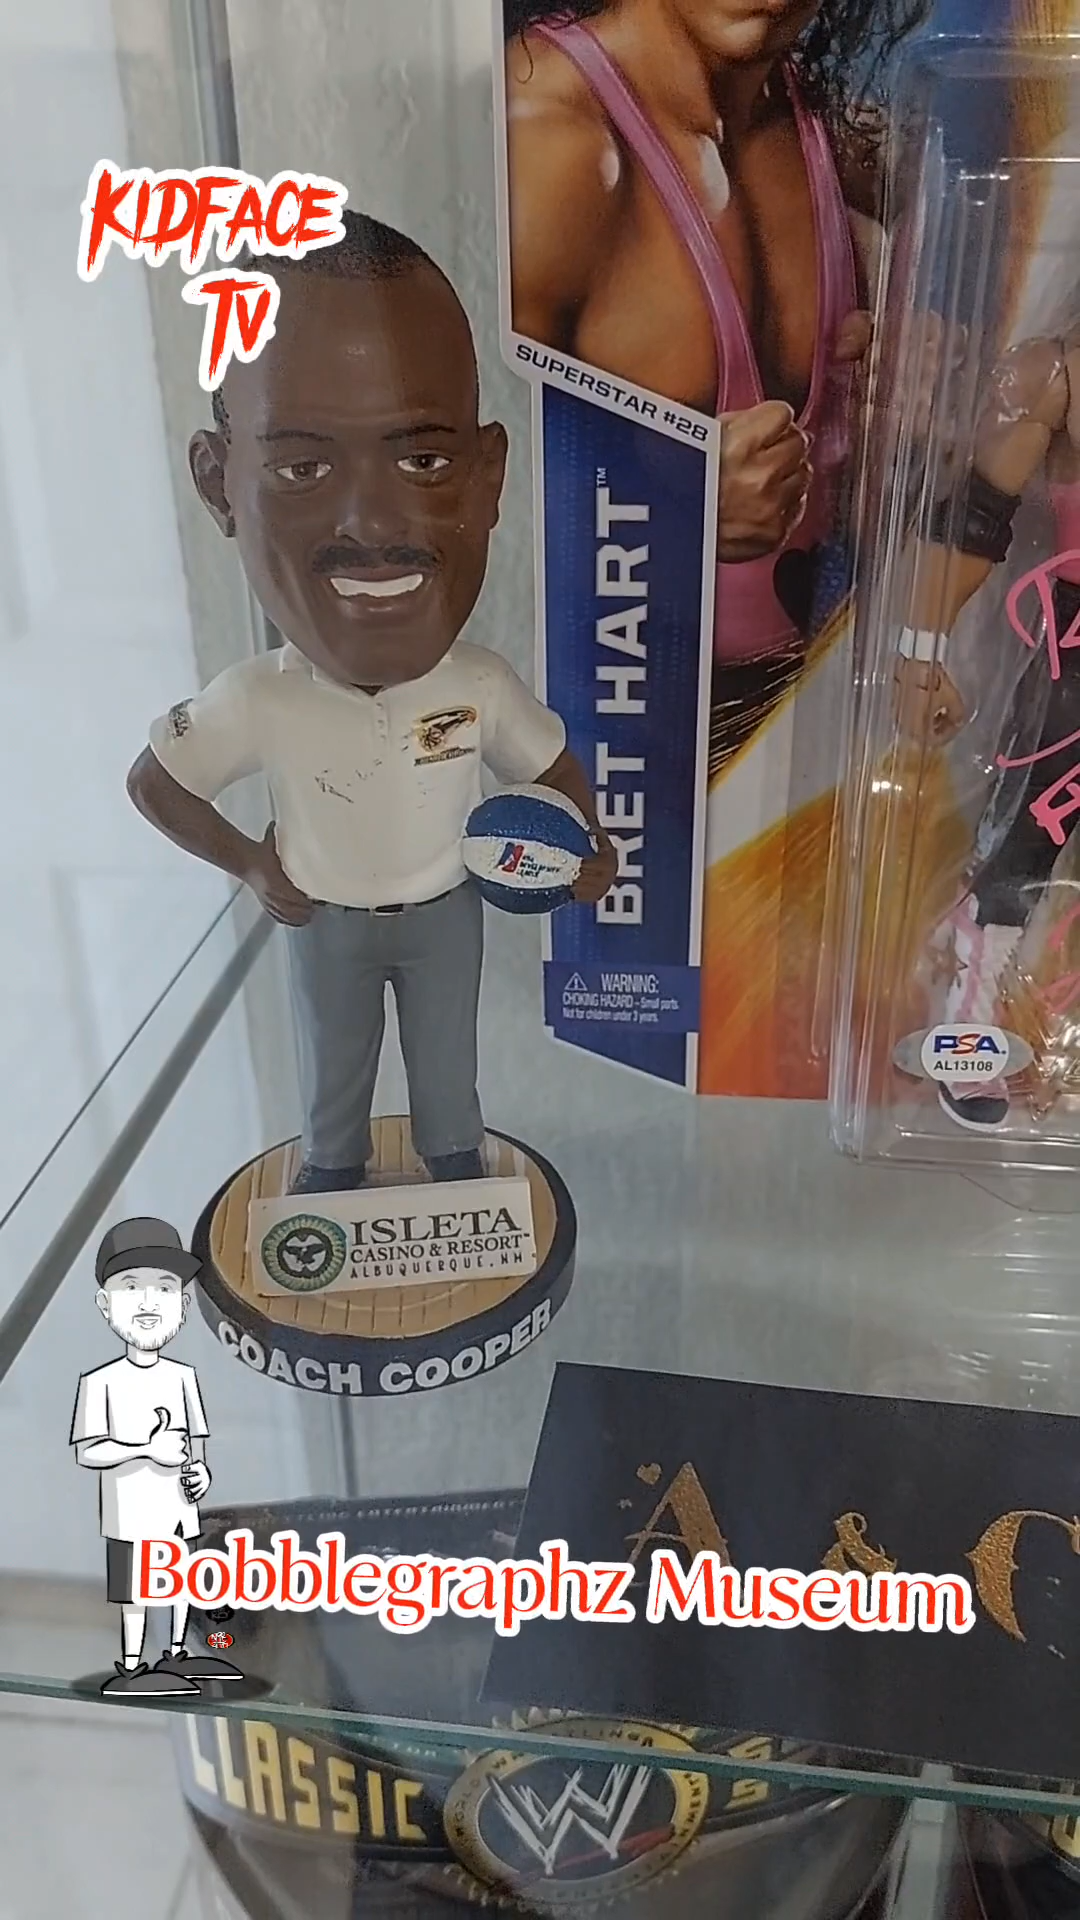 KIDFACE
TV
SUPERSTAR #28
BRET HART™
WARNING:
CHOKING HAZARD – Small parts
Not for children under 3 years.
PSA
AL13108
ISLETA
CASINO & RESORT
ALBUQUERQUE, NM
COACH COOPER
A & C
Bobblegraphz Museum
CLASSIC
W